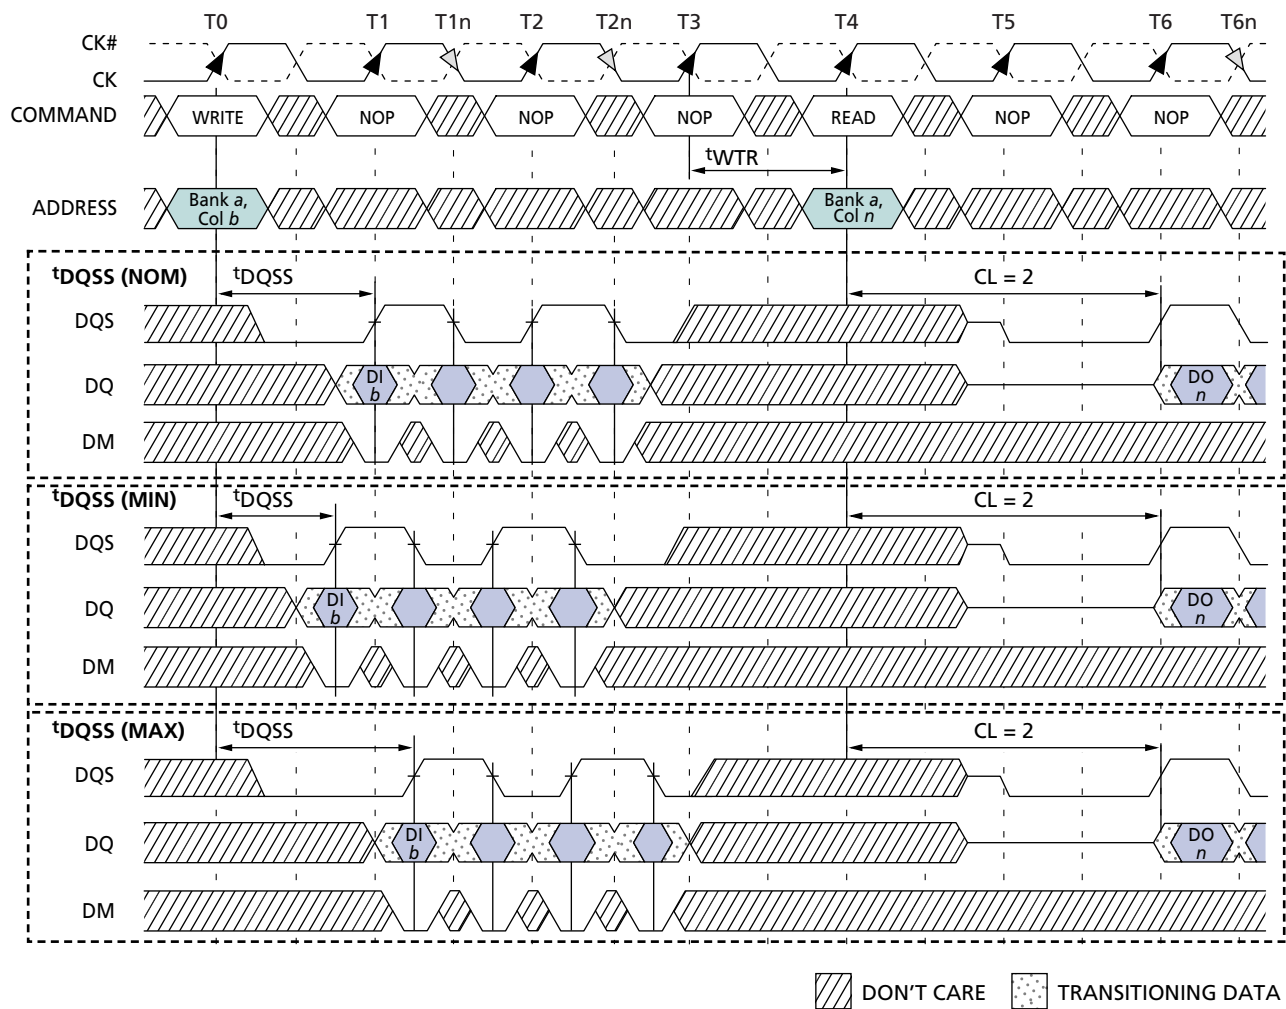 T0 T1 T1n T2 T2n T3 T4 T5 T6 T6n
CK#
CK
COMMAND WRITE NOP NOP NOP READ NOP NOP
tWTR
ADDRESS Bank a, Col b Bank a, Col n
tDQSS (NOM) tDQSS CL = 2
DQS
DQ DI b DO n
DM
tDQSS (MIN) tDQSS CL = 2
DQS
DQ DI b DO n
DM
tDQSS (MAX) tDQSS CL = 2
DQS
DQ DI b DO n
DM
DON'T CARE TRANSITIONING DATA